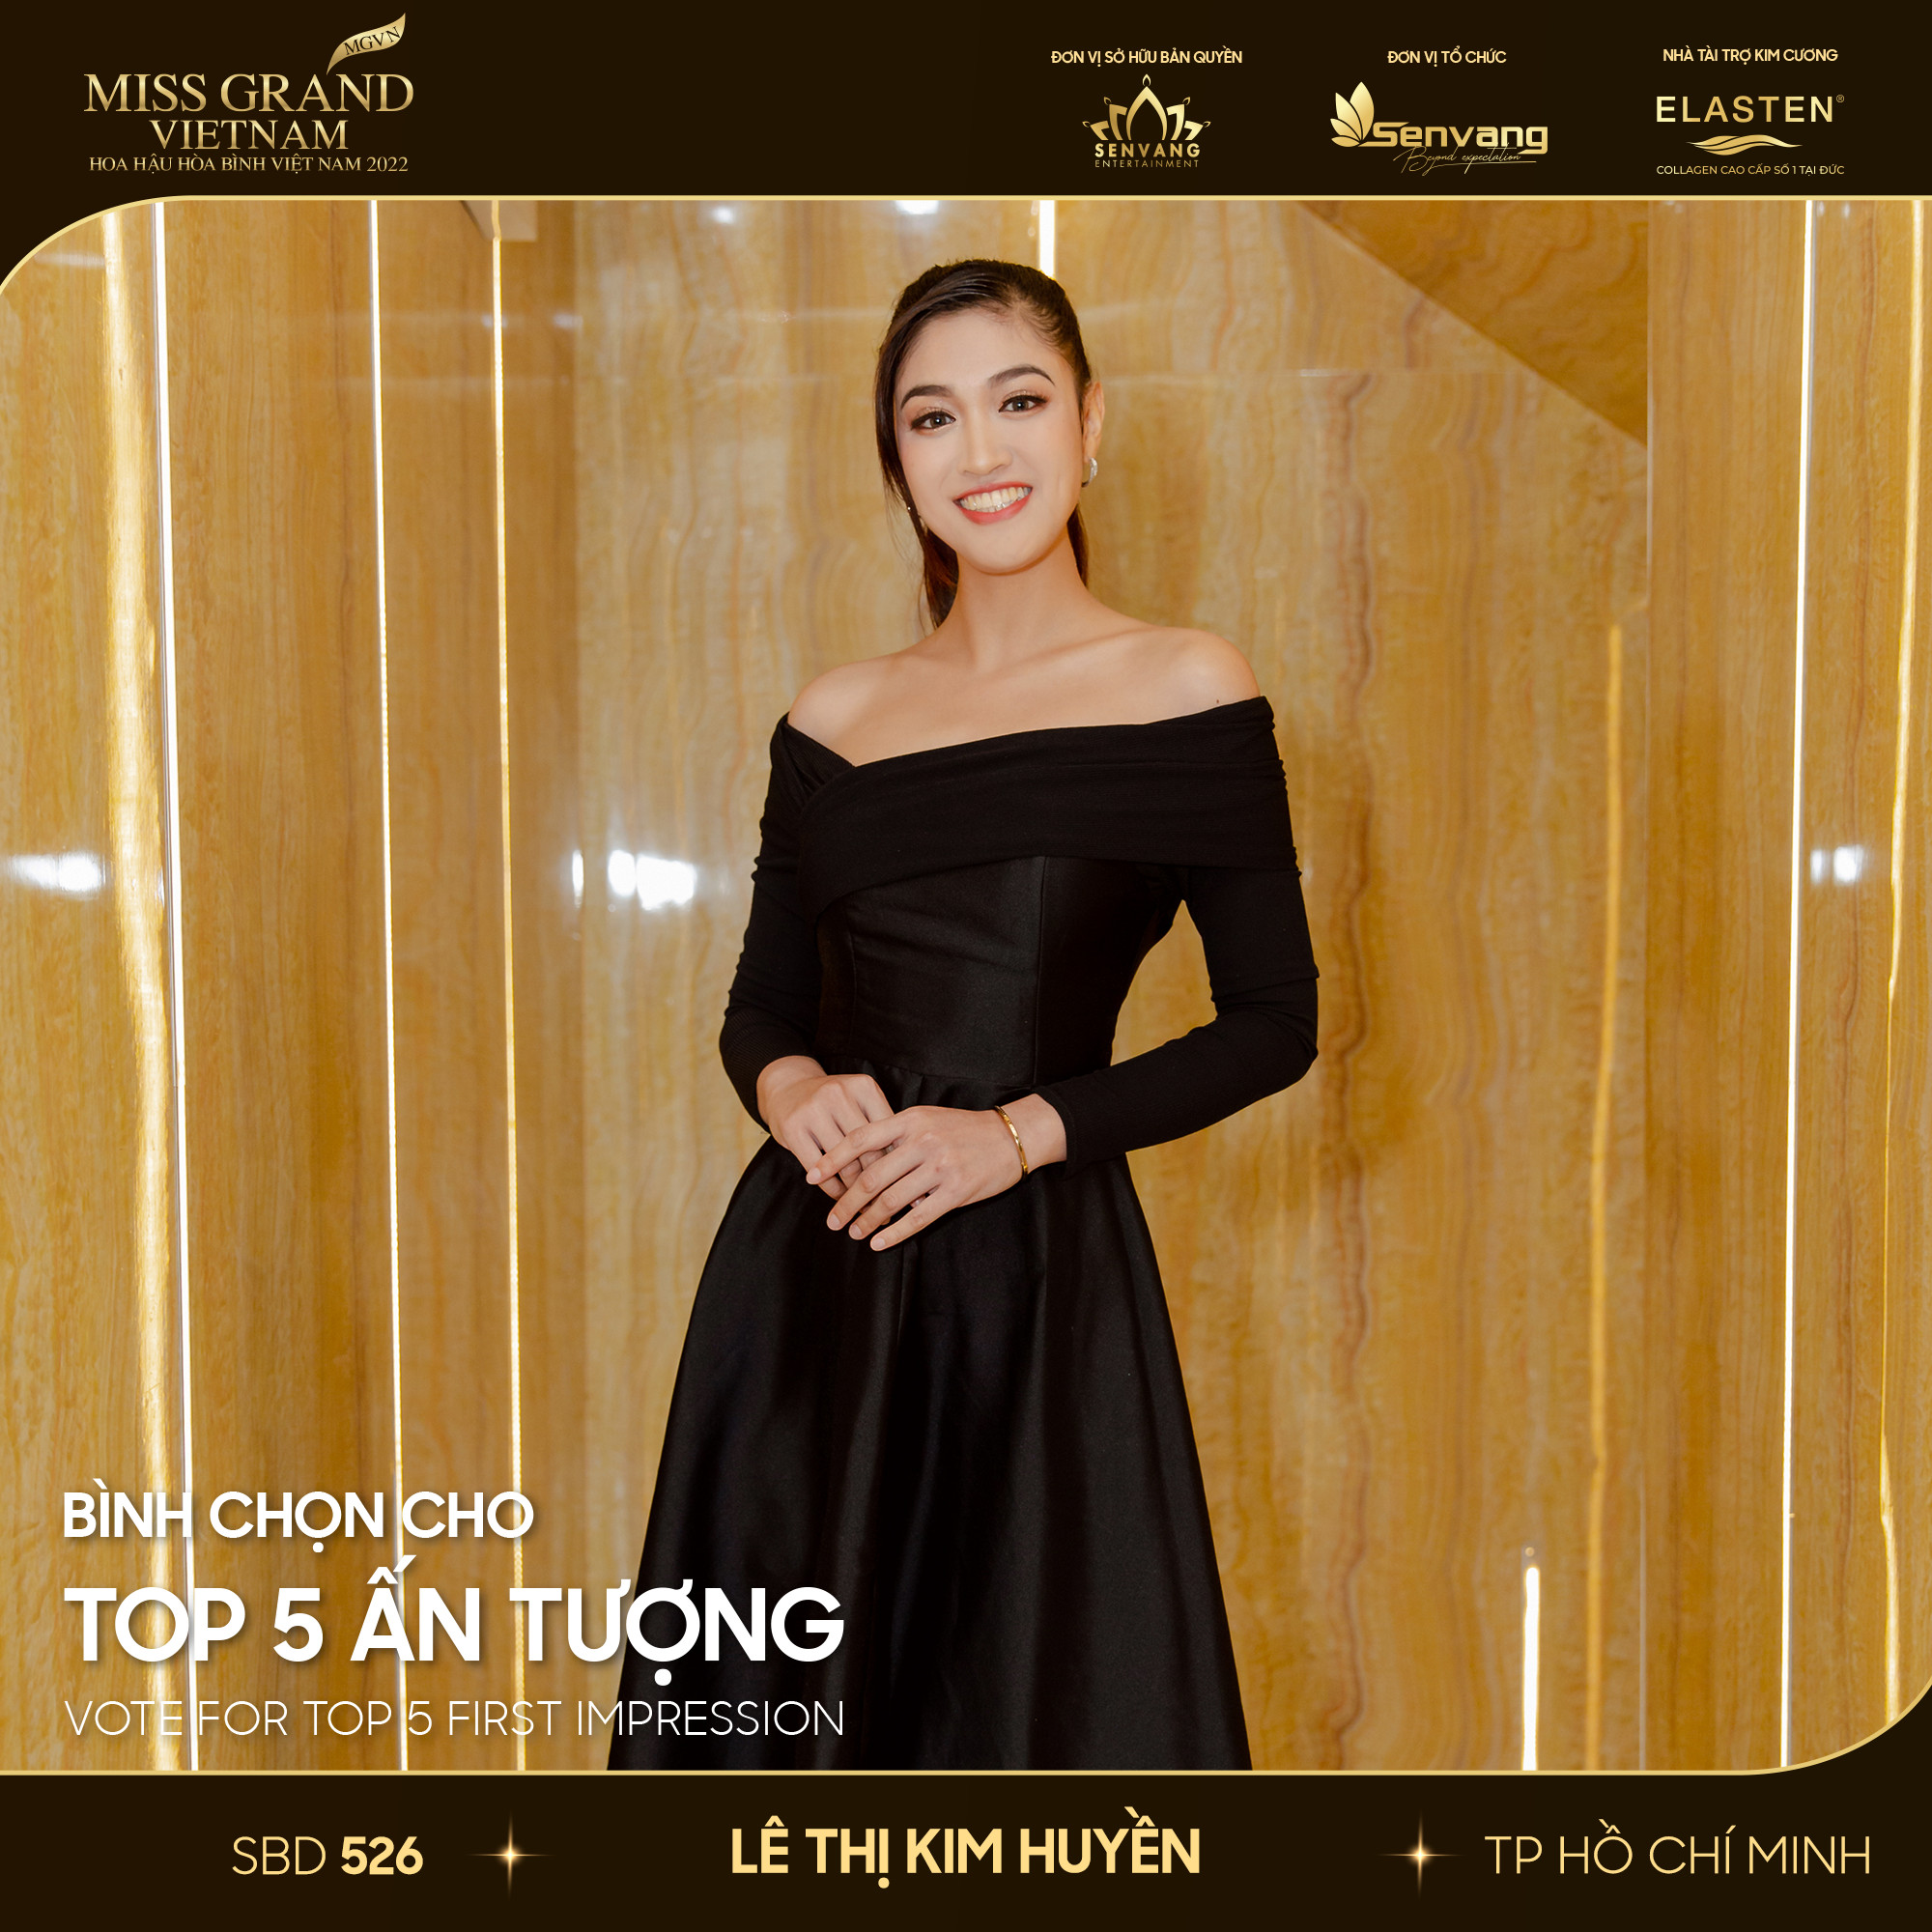 MGVN
MISS GRAND
VIETNAM
HOA HẬU HÒA BÌNH VIỆT NAM 2022
ĐƠN VỊ SỞ HỮU BẢN QUYỀN
SENVANG
ENTERTAINMENT
ĐƠN VỊ TỔ CHỨC
Senvang
Beyond expectation
NHÀ TÀI TRỢ KIM CƯƠNG
ELASTEN®
COLLAGEN CAO CẤP SỐ 1 TẠI ĐỨC
BÌNH CHỌN CHO
TOP 5 ẤN TƯỢNG
VOTE FOR TOP 5 FIRST IMPRESSION
SBD 526
LÊ THỊ KIM HUYỀN
TP HỒ CHÍ MINH